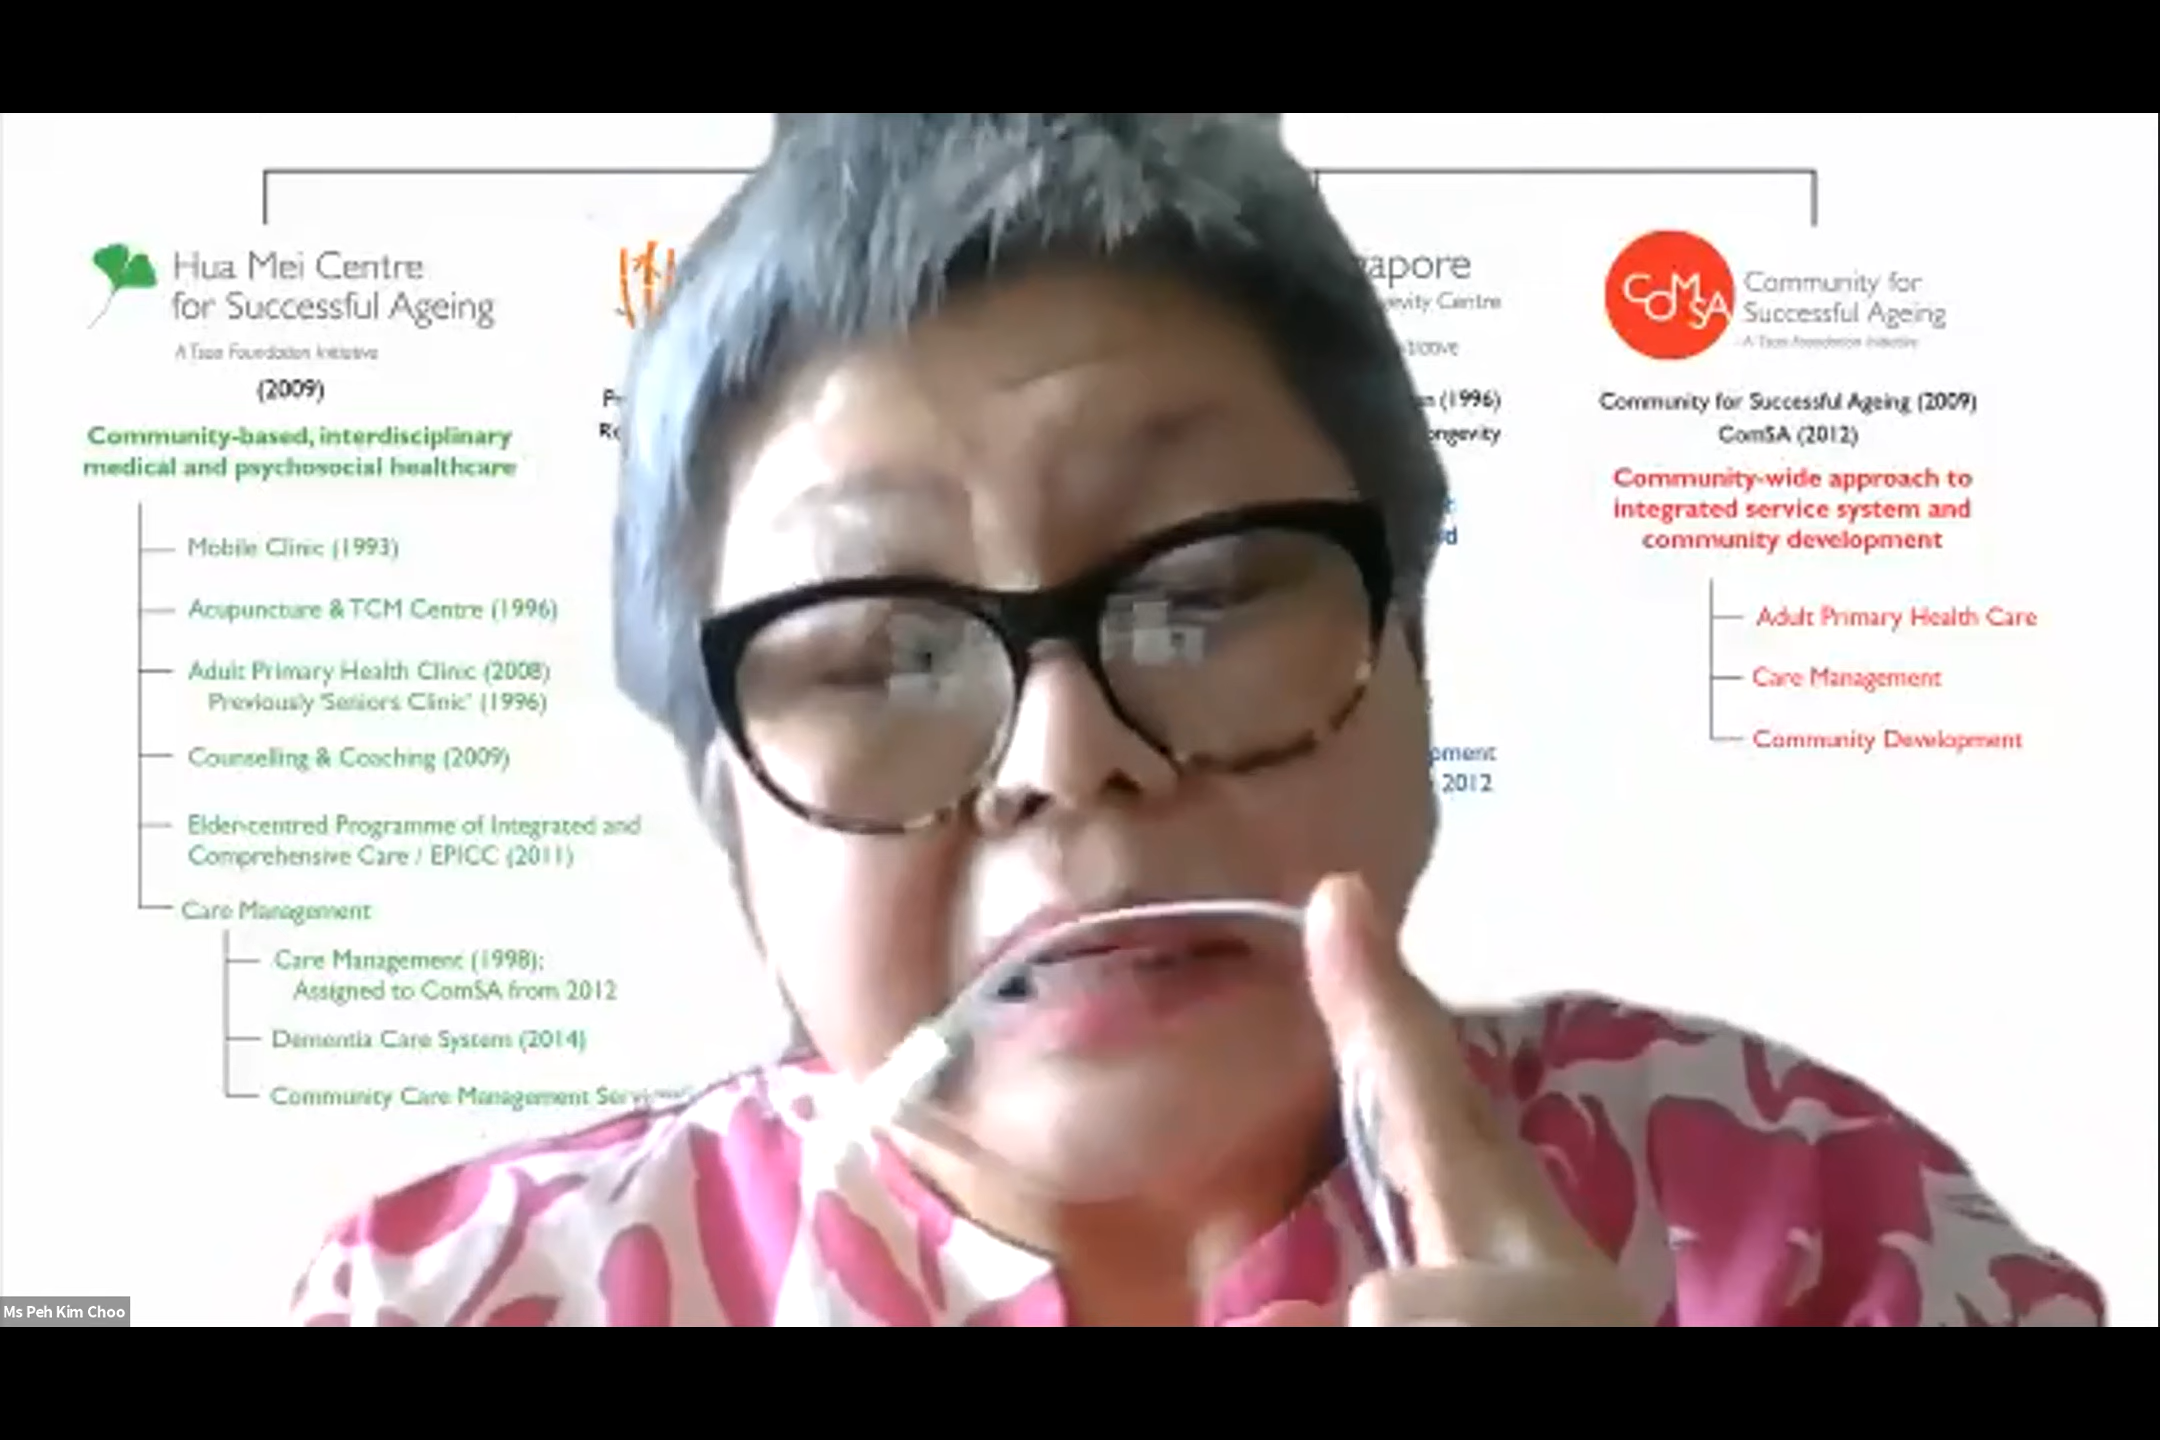 Hua Mei Centre
for Successful Ageing
A Tsao Foundation Initiative
(2009)
Community-based, interdisciplinary
medical and psychosocial healthcare
Mobile Clinic (1993)
Acupuncture & TCM Centre (1996)
Adult Primary Health Clinic (2008)
Previously 'Seniors Clinic' (1996)
Counselling & Coaching (2009)
Elder-centred Programme of Integrated and
Comprehensive Care / EPICC (2011)
Care Management
Care Management (1998);
Assigned to ComSA from 2012
Dementia Care System (2014)
Community Care Management
gapore
Centre
(1996)
2012
COMSA
Community for
Successful Ageing
A Tsao Foundation Initiative
Community for Successful Ageing (2009)
ComSA (2012)
Community-wide approach to
integrated service system and
community development
Adult Primary Health Care
Care Management
Community Development
Ms Peh Kim Choo